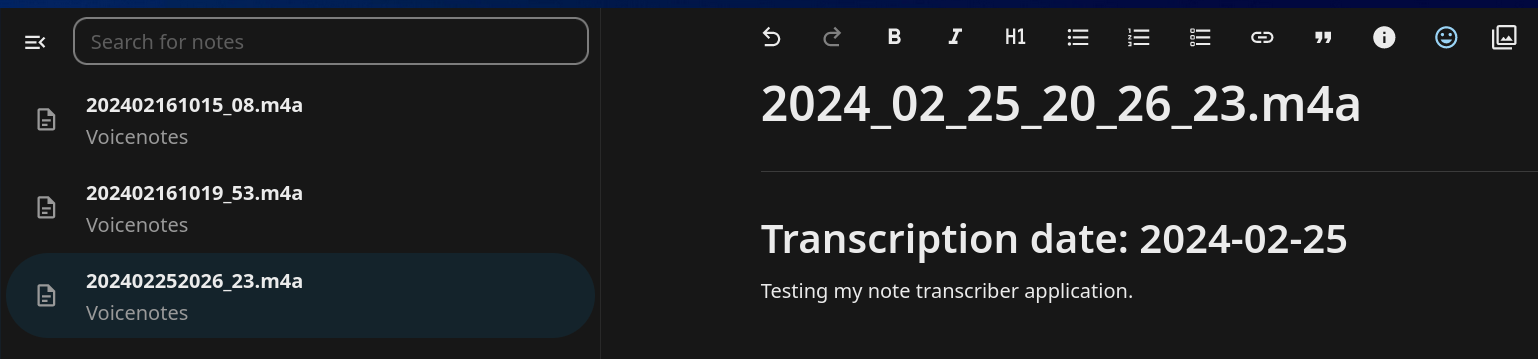 Search for notes
202402161015_08.m4a
Voicenotes
202402161019_53.m4a
Voicenotes
202402252026_23.m4a
Voicenotes
B I H1
2024_02_25_20_26_23.m4a
Transcription date: 2024-02-25
Testing my note transcriber application.